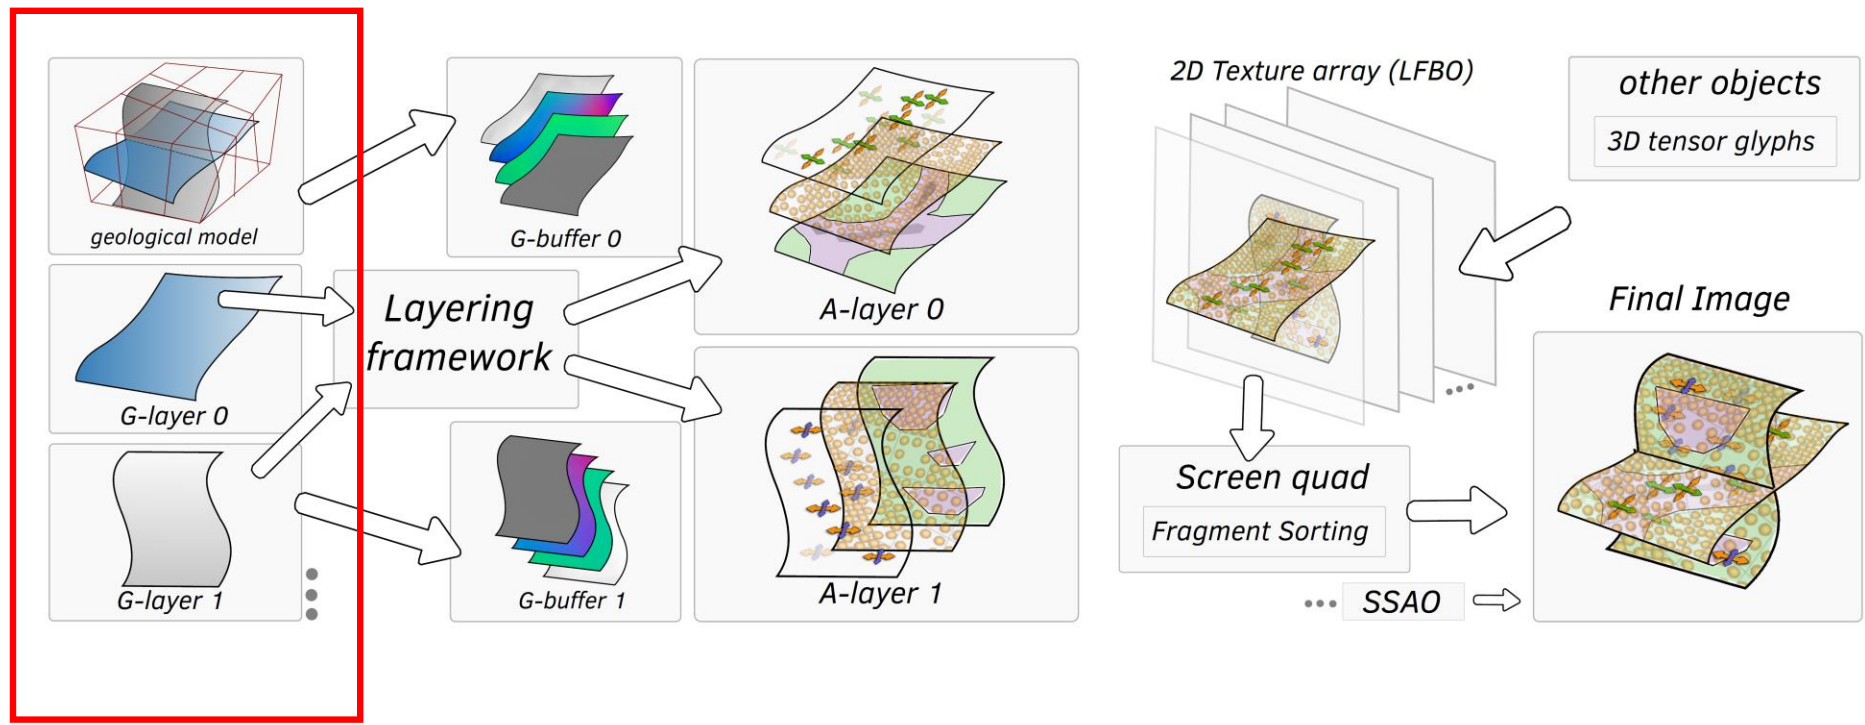 geological model
G-layer 0
G-layer 1
G-buffer 0
Layering
framework
G-buffer 1
A-layer 0
A-layer 1
2D Texture array (LFBO)
other objects
3D tensor glyphs
Screen quad
Fragment Sorting
... SSAO
Final Image